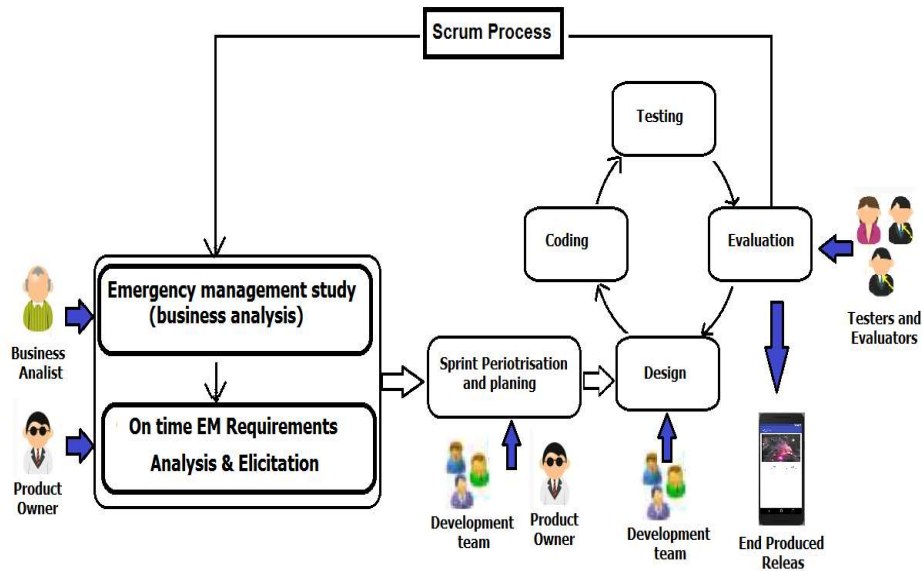 Scrum Process
Testing
Coding
Evaluation
Emergency management study
(business analysis)
Business
Analist
Testers and
Evaluators
Sprint Periotrisation
and planing
Design
On time EM Requirements
Analysis & Elicitation
Product
Owner
Development
team
Product
Owner
Development
team
End Produced
Releas